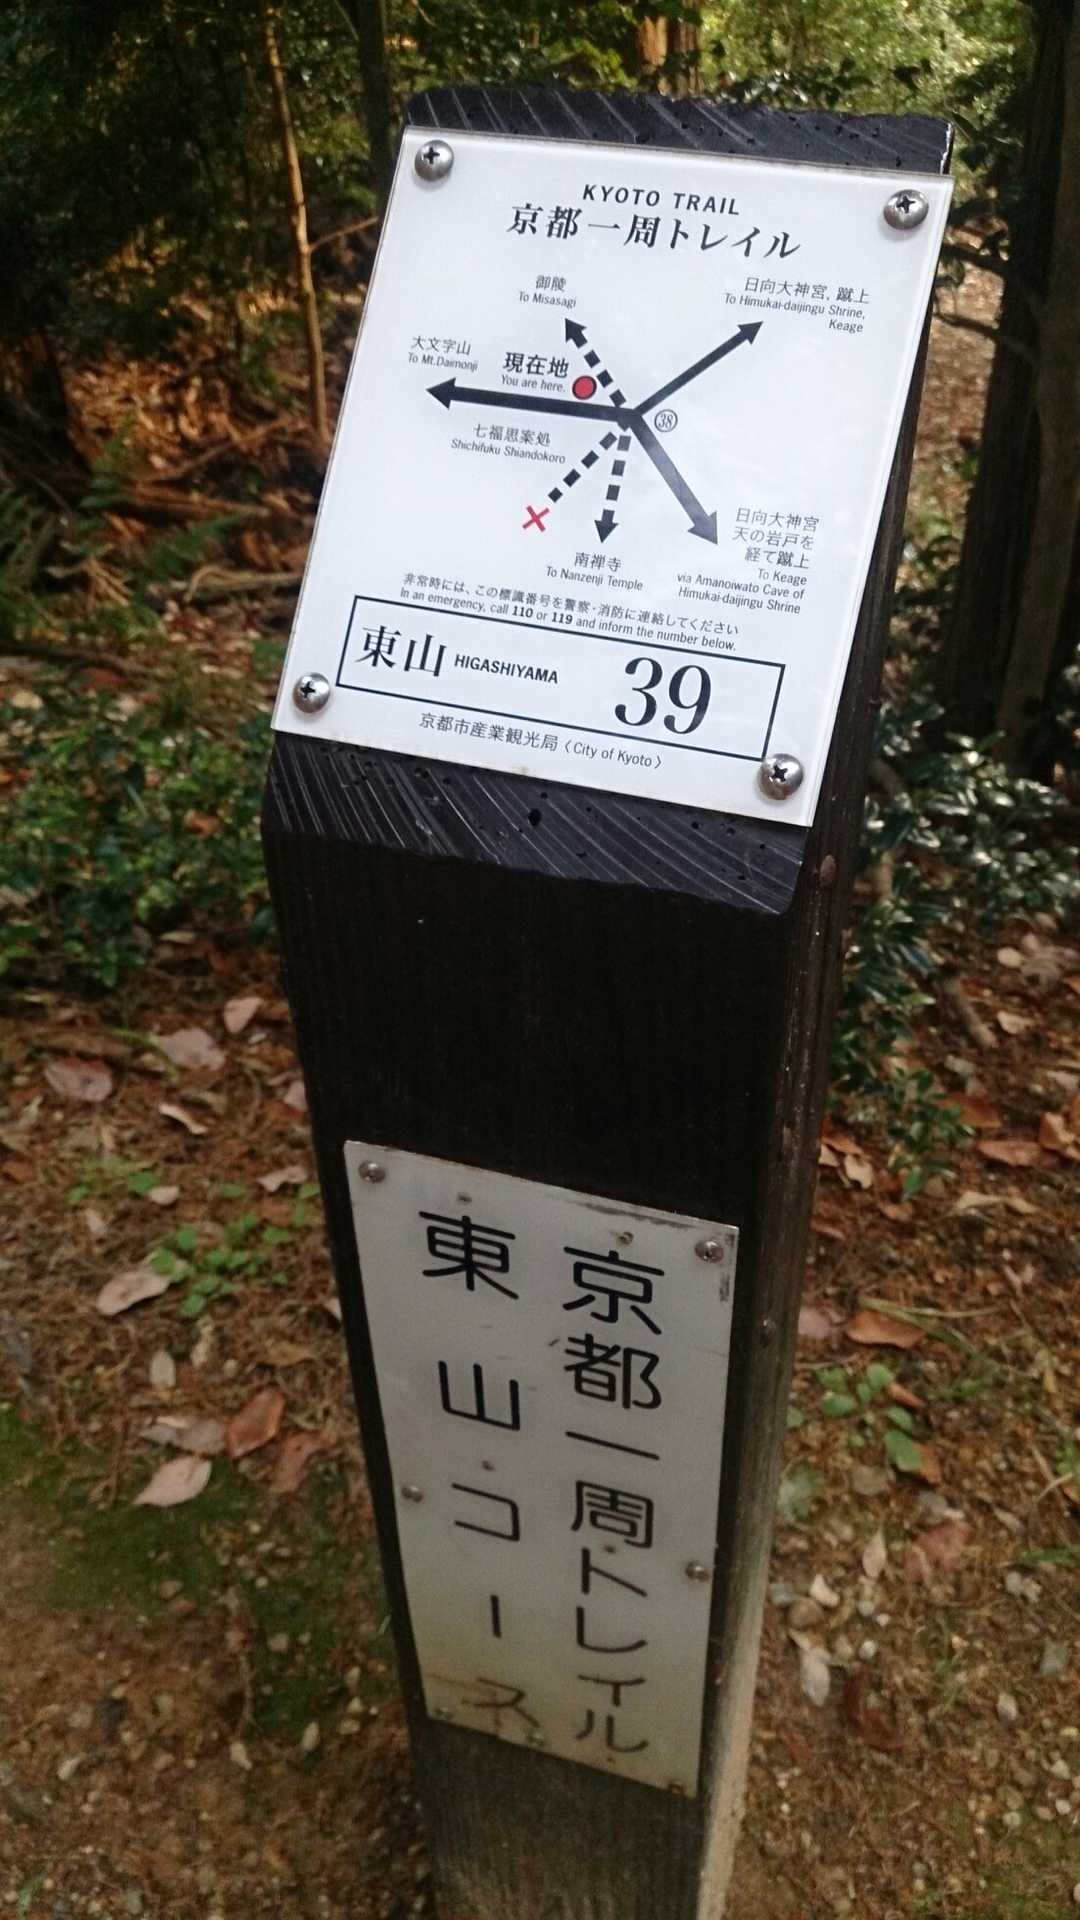 KYOTO TRAIL
京都一周トレイル
御陵
To Misasagi
日向大神宮, 蹴上
To Himukai-daijingu Shrine,
Keage
大文字山
To Mt.Daimonji
現在地
You are here.
38
七福思案処
Shichifuku Shiandokoro
南禅寺
To Nanzenji Temple
日向大神宮
天の岩戸を
経て蹴上
To Keage
via Amanoiwato Cave of
Himukai-daijingu Shrine
非常時には、この標識番号を警察・消防に連絡してください
In an emergency, call 110 or 119 and inform the number below.
東山 HIGASHIYAMA 39
京都市産業観光局〈City of Kyoto〉
京都一周トレイル
東山コース